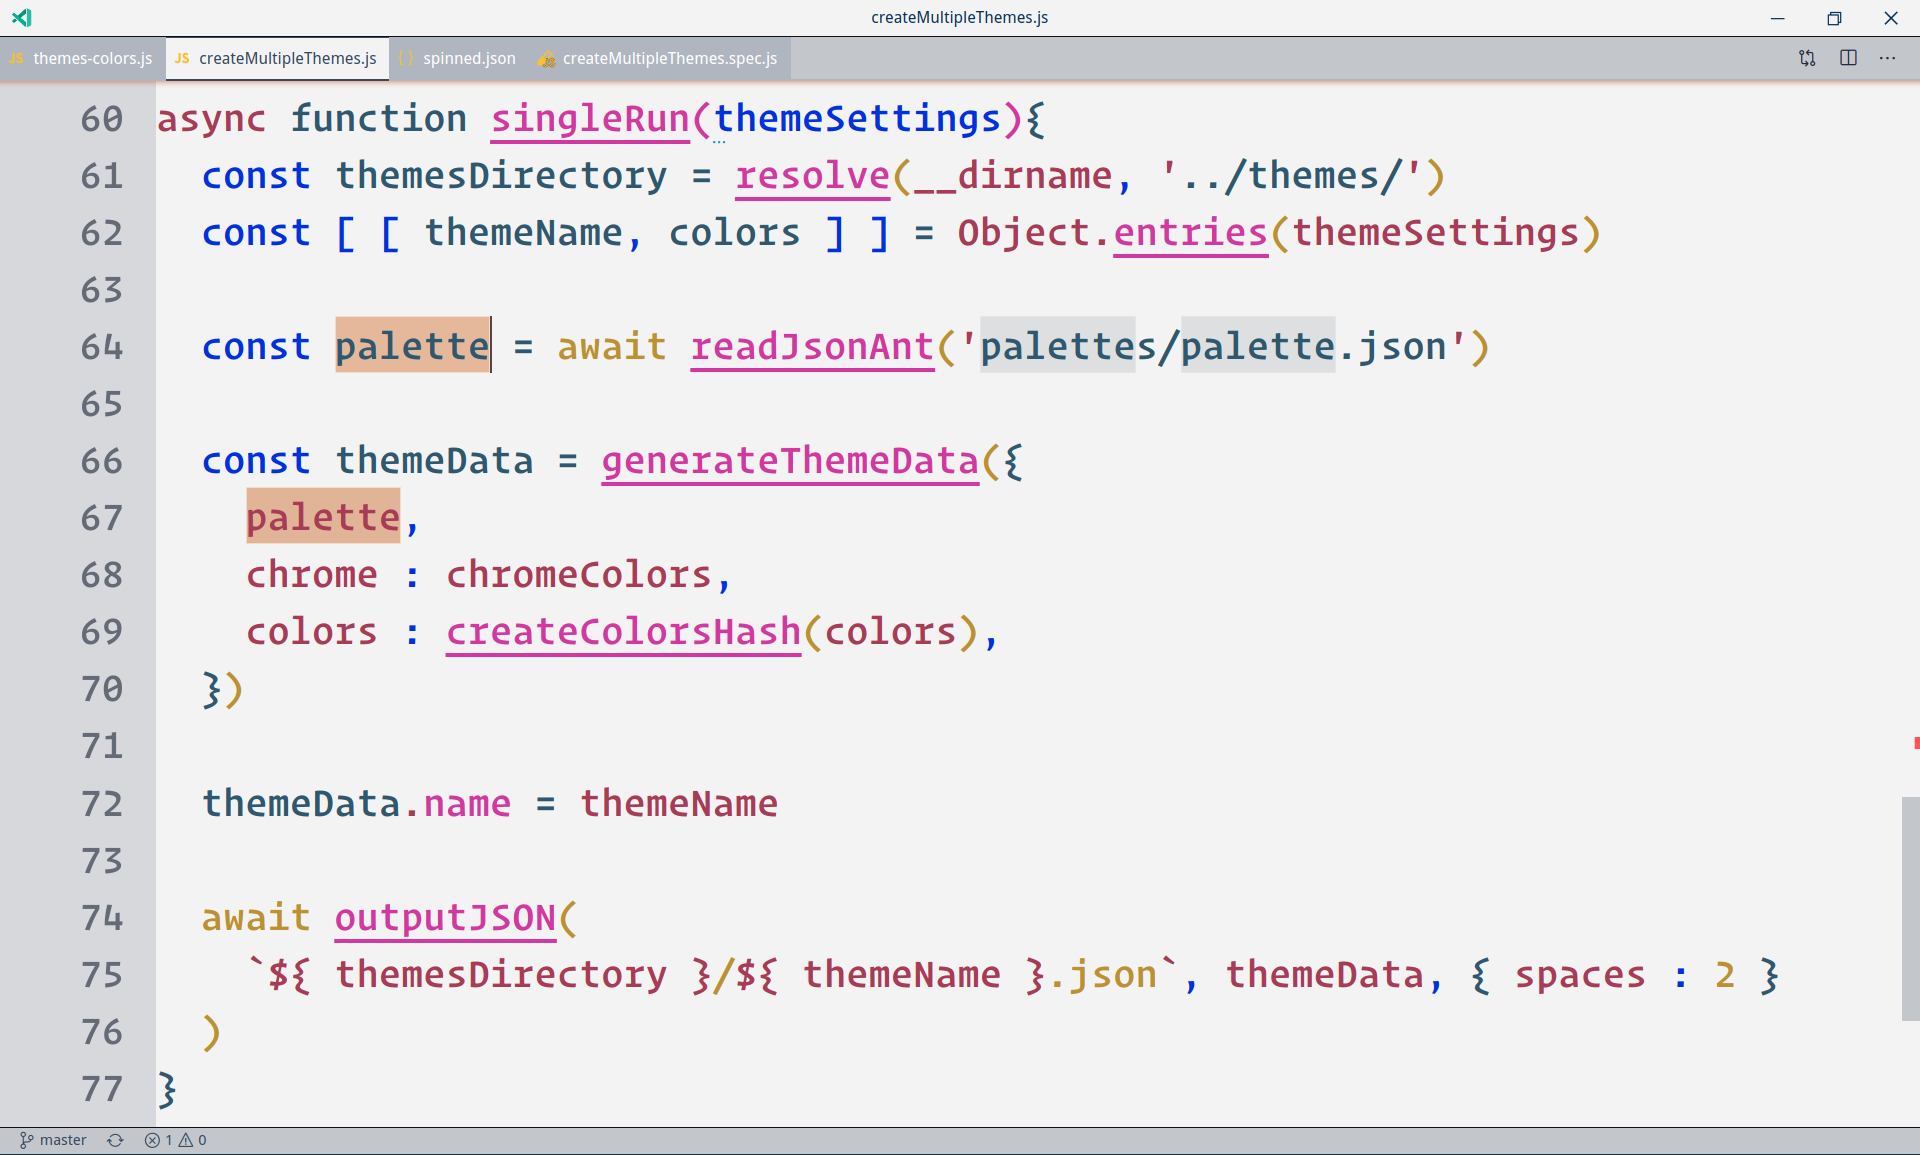 createMultipleThemes.js
JS themes-colors.js JS createMultipleThemes.js {} spinned.json createMultipleThemes.spec.js
60 async function singleRun(themeSettings){
61 const themesDirectory = resolve(__dirname, '../themes/')
62 const [ [ themeName, colors ] ] = Object.entries(themeSettings)
63
64 const palette = await readJsonAnt('palettes/palette.json')
65
66 const themeData = generateThemeData({
67 palette,
68 chrome : chromeColors,
69 colors : createColorsHash(colors),
70 })
71
72 themeData.name = themeName
73
74 await outputJSON(
75 `${ themesDirectory }/${ themeName }.json`, themeData, { spaces : 2 }
76 )
77 }
master 1 0